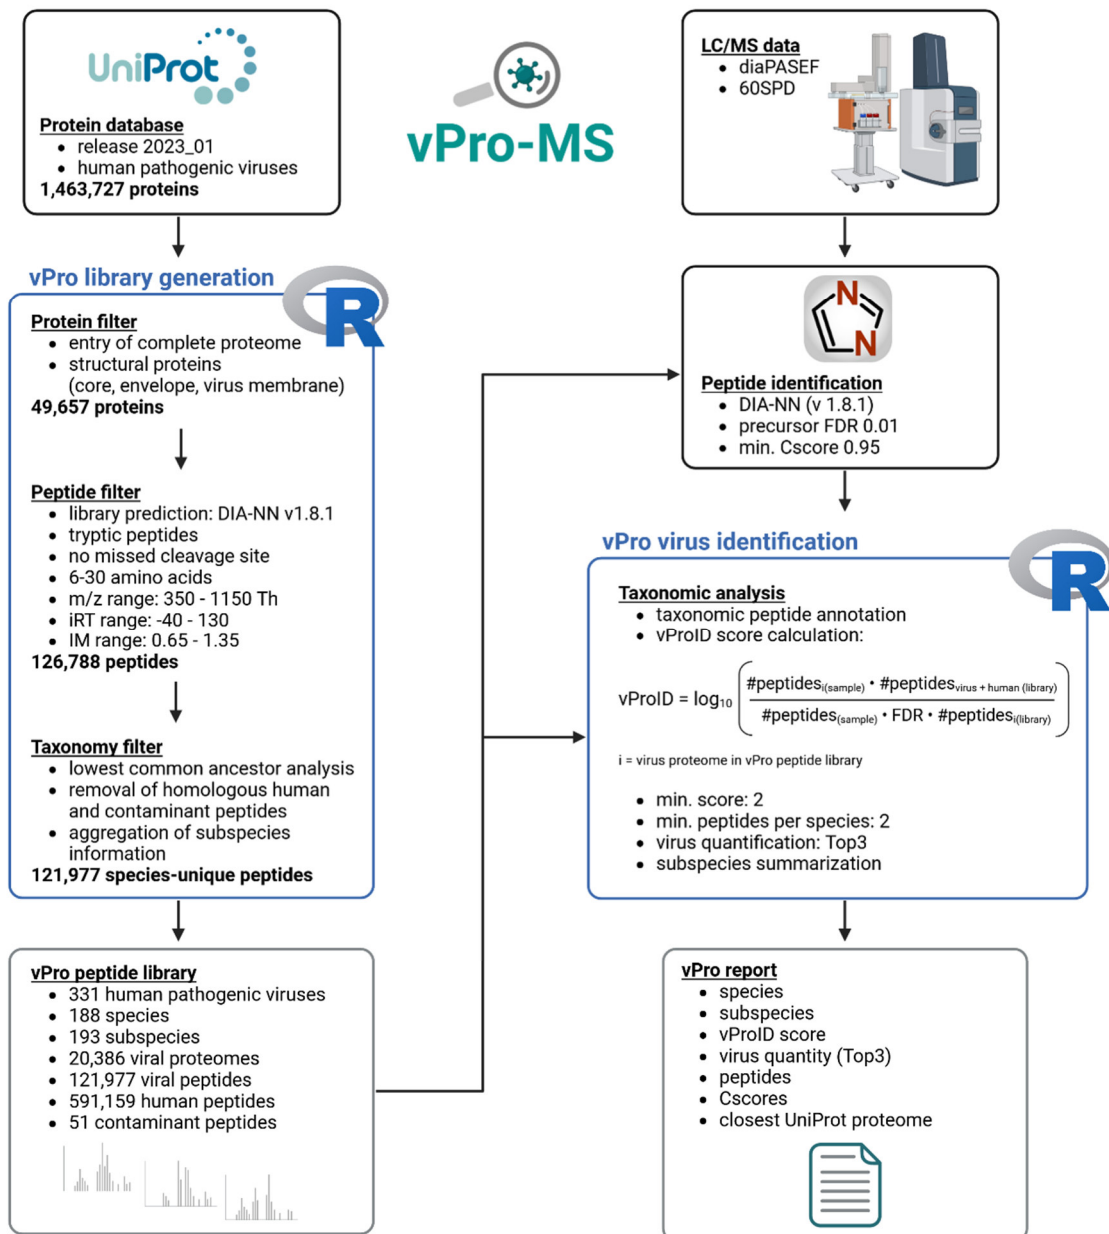 UniProt
Protein database
• release 2023_01
• human pathogenic viruses
1,463,727 proteins
vPro-MS
LC/MS data
• diaPASEF
• 60SPD
vPro library generation
R
Protein filter
• entry of complete proteome
• structural proteins
(core, envelope, virus membrane)
49,657 proteins
Peptide filter
• library prediction: DIA-NN v1.8.1
• tryptic peptides
• no missed cleavage site
• 6-30 amino acids
• m/z range: 350 - 1150 Th
• iRT range: -40 - 130
• IM range: 0.65 - 1.35
126,788 peptides
Taxonomy filter
• lowest common ancestor analysis
• removal of homologous human
and contaminant peptides
• aggregation of subspecies
information
121,977 species-unique peptides
vPro peptide library
• 331 human pathogenic viruses
• 188 species
• 193 subspecies
• 20,386 viral proteomes
• 121,977 viral peptides
• 591,159 human peptides
• 51 contaminant peptides
N
N
Peptide identification
• DIA-NN (v 1.8.1)
• precursor FDR 0.01
• min. Cscore 0.95
vPro virus identification
R
Taxonomic analysis
• taxonomic peptide annotation
• vProID score calculation:
vProID = log10 ( #peptidesi(sample) · #peptidesvirus + human (library)
#peptides(sample) · FDR · #peptidesi(library) )
i = virus proteome in vPro peptide library
• min. score: 2
• min. peptides per species: 2
• virus quantification: Top3
• subspecies summarization
vPro report
• species
• subspecies
• vProID score
• virus quantity (Top3)
• peptides
• Cscores
• closest UniProt proteome